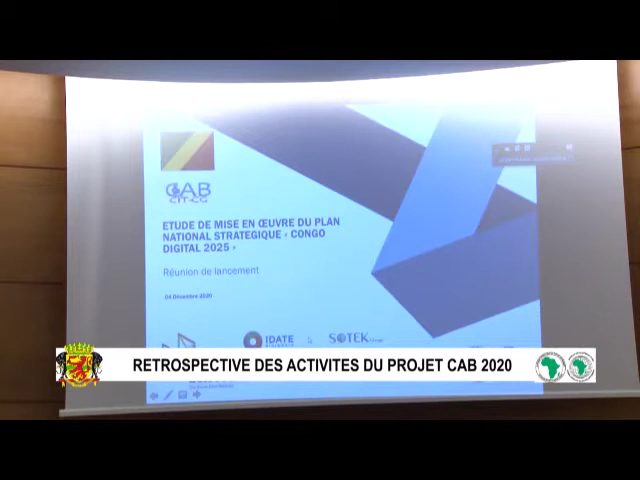 CAB
CIT-CG
ETUDE DE MISE EN ŒUVRE DU PLAN
NATIONAL STRATEGIQUE « CONGO
DIGITAL 2025 »
Réunion de lancement
04 Décembre 2020
IDATE
SOTEK
RETROSPECTIVE DES ACTIVITES DU PROJET CAB 2020